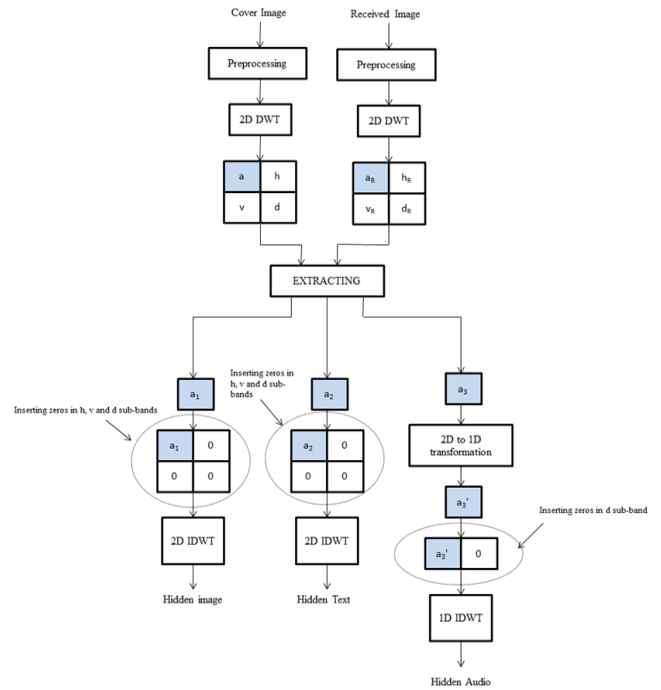 Cover Image
Received Image
Preprocessing
Preprocessing
2D DWT
2D DWT
a h
v d
aR hR
vR dR
EXTRACTING
Inserting zeros in h, v and d sub-bands
a1
Inserting zeros in
h, v and d sub-
bands
a2
a3
a1 0
0 0
a2 0
0 0
2D to 1D
transformation
a3'
Inserting zeros in d sub-band
a3' 0
2D IDWT
2D IDWT
1D IDWT
Hidden image
Hidden Text
Hidden Audio